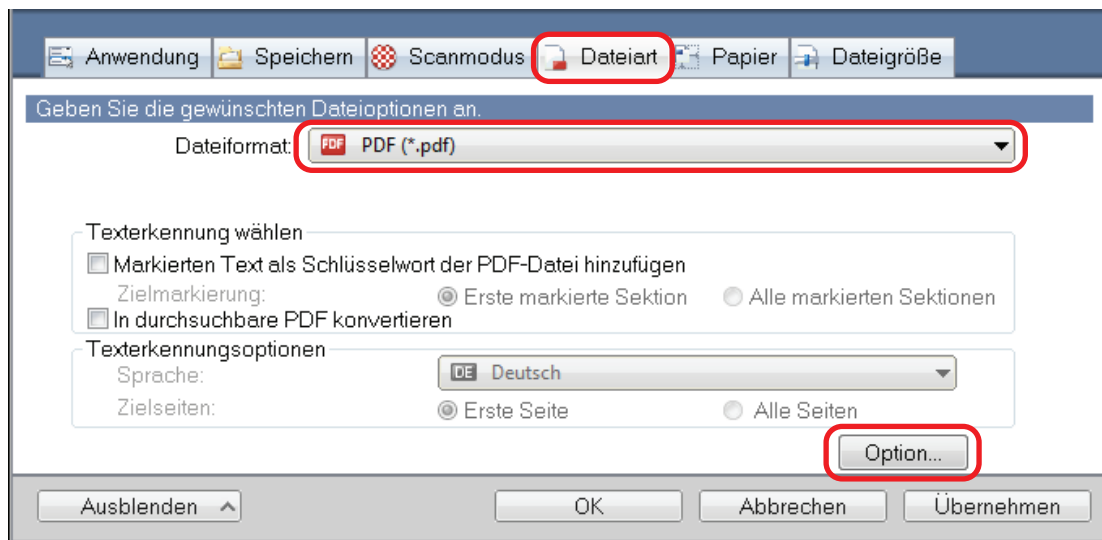 Anwendung Speichern Scanmodus Dateiart Papier Dateigröße
Geben Sie die gewünschten Dateioptionen an.
Dateiformat: PDF PDF (*.pdf)
Texterkennung wählen
Markierten Text als Schlüsselwort der PDF-Datei hinzufügen
Zielmarkierung: Erste markierte Sektion Alle markierten Sektionen
In durchsuchbare PDF konvertieren
Texterkennungsoptionen
Sprache: DE Deutsch
Zielseiten: Erste Seite Alle Seiten
Option...
Ausblenden OK Abbrechen Übernehmen